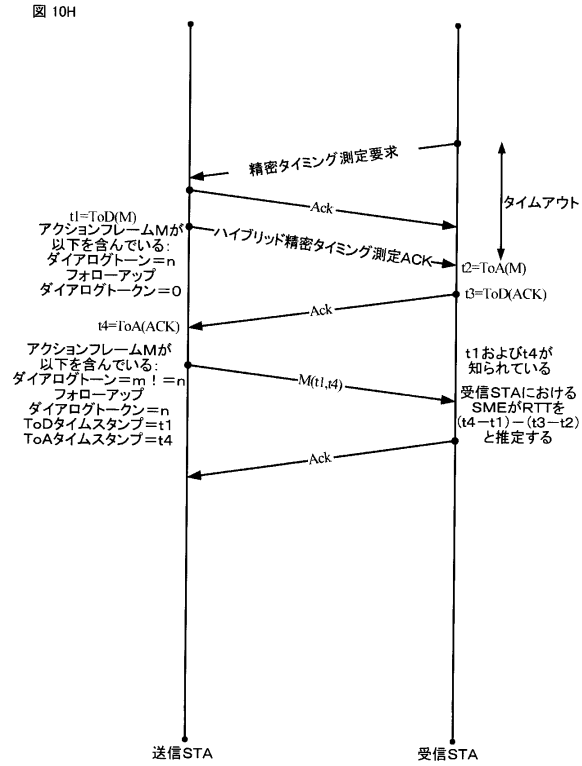 図 10H
精密タイミング測定要求
タイムアウト
Ack
t1=ToD(M)
アクションフレームMが
以下を含んでいる:
ダイアログトーン=n
フォローアップ
ダイアログトークン=0
ハイブリッド精密タイミング測定ACK
t2=ToA(M)
t3=ToD(ACK)
Ack
t4=ToA(ACK)
アクションフレームMが
以下を含んでいる:
ダイアログトーン=m!=n
フォローアップ
ダイアログトークン=n
ToDタイムスタンプ=t1
ToAタイムスタンプ=t4
M(t1,t4)
t1およびt4が
知られている
受信STAにおける
SMEがRTTを
(t4-t1)-(t3-t2)
と推定する
Ack
送信STA
受信STA